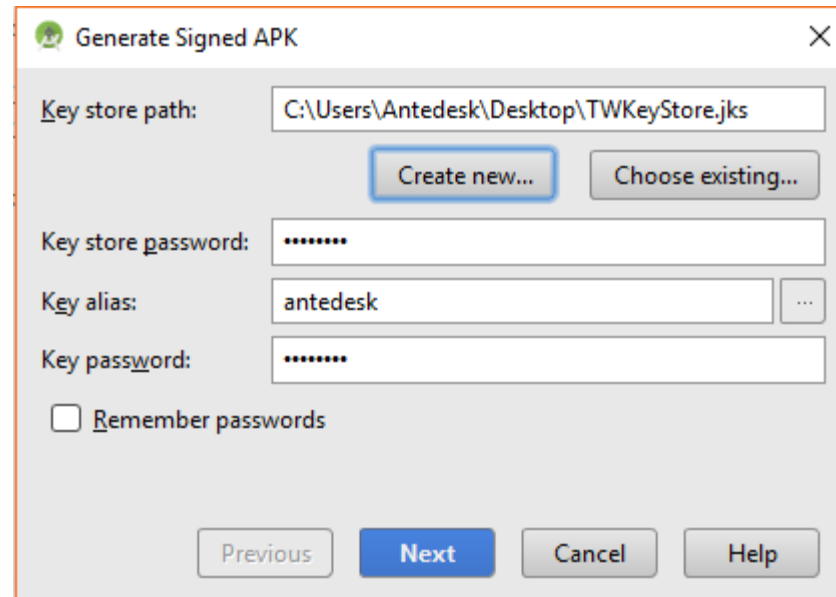 Generate Signed APK
Key store path: C:\Users\Antedesk\Desktop\TWKeyStore.jks
Create new... Choose existing...
Key store password: ••••••••
Key alias: antedesk ...
Key password: ••••••••
Remember passwords
Previous Next Cancel Help